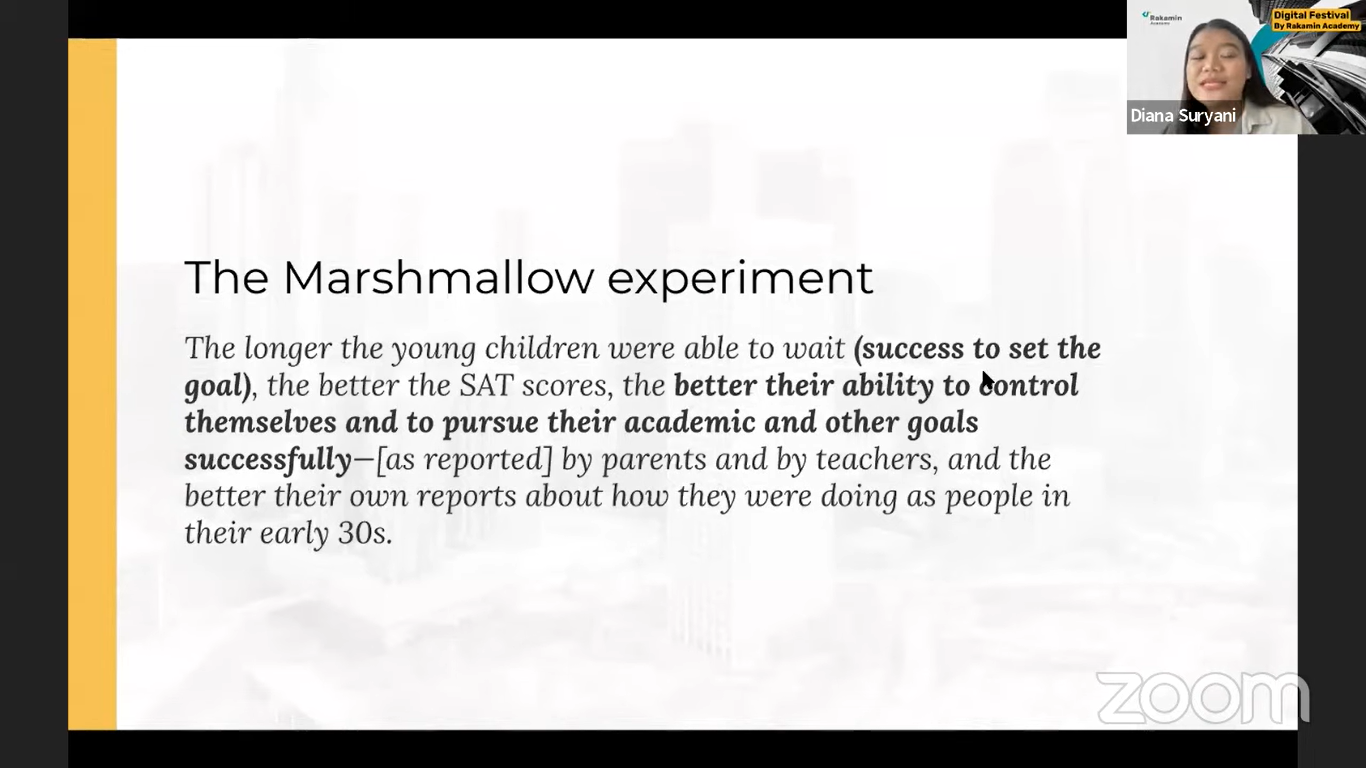 Rakamin
Academy
Digital Festival
By Rakamin Academy
Diana Suryani
The Marshmallow experiment
The longer the young children were able to wait (success to set the
goal), the better the SAT scores, the better their ability to control
themselves and to pursue their academic and other goals
successfully—[as reported] by parents and by teachers, and the
better their own reports about how they were doing as people in
their early 30s.
zoom